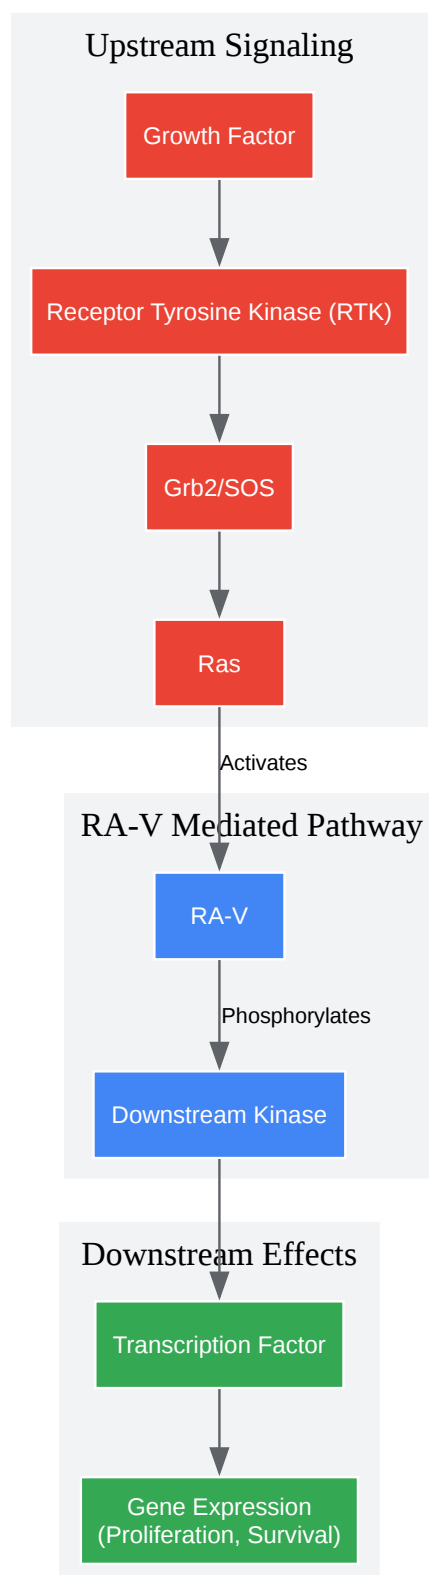 Upstream Signaling
Growth Factor
Receptor Tyrosine Kinase (RTK)
Grb2/SOS
Ras
Activates
RA-V Mediated Pathway
RA-V
Phosphorylates
Downstream Kinase
Downstream Effects
Transcription Factor
Gene Expression
(Proliferation, Survival)